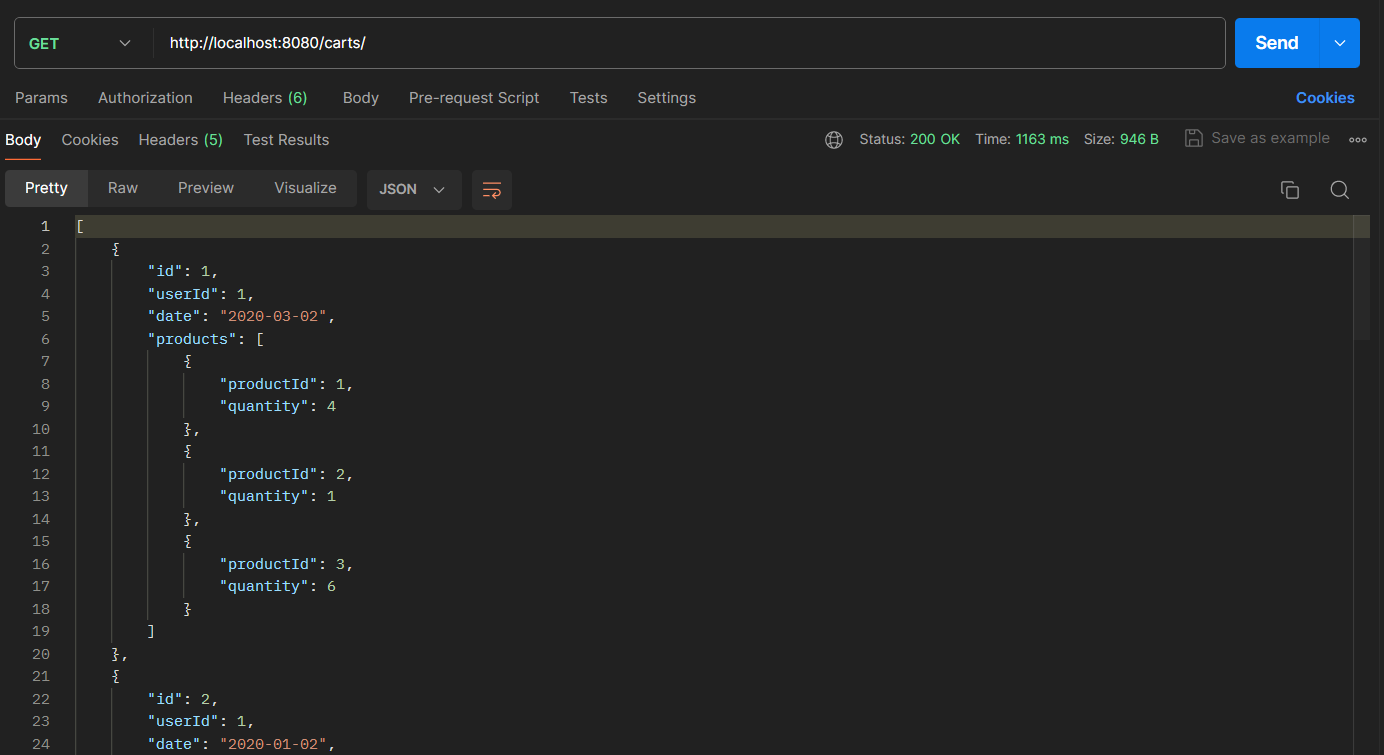 GET http://localhost:8080/carts/ Send
Params Authorization Headers (6) Body Pre-request Script Tests Settings Cookies
Body Cookies Headers (5) Test Results Status: 200 OK Time: 1163 ms Size: 946 B Save as example
Pretty Raw Preview Visualize JSON
1 [
2 {
3 "id": 1,
4 "userId": 1,
5 "date": "2020-03-02",
6 "products": [
7 {
8 "productId": 1,
9 "quantity": 4
10 },
11 {
12 "productId": 2,
13 "quantity": 1
14 },
15 {
16 "productId": 3,
17 "quantity": 6
18 }
19 ]
20 },
21 {
22 "id": 2,
23 "userId": 1,
24 "date": "2020-01-02",